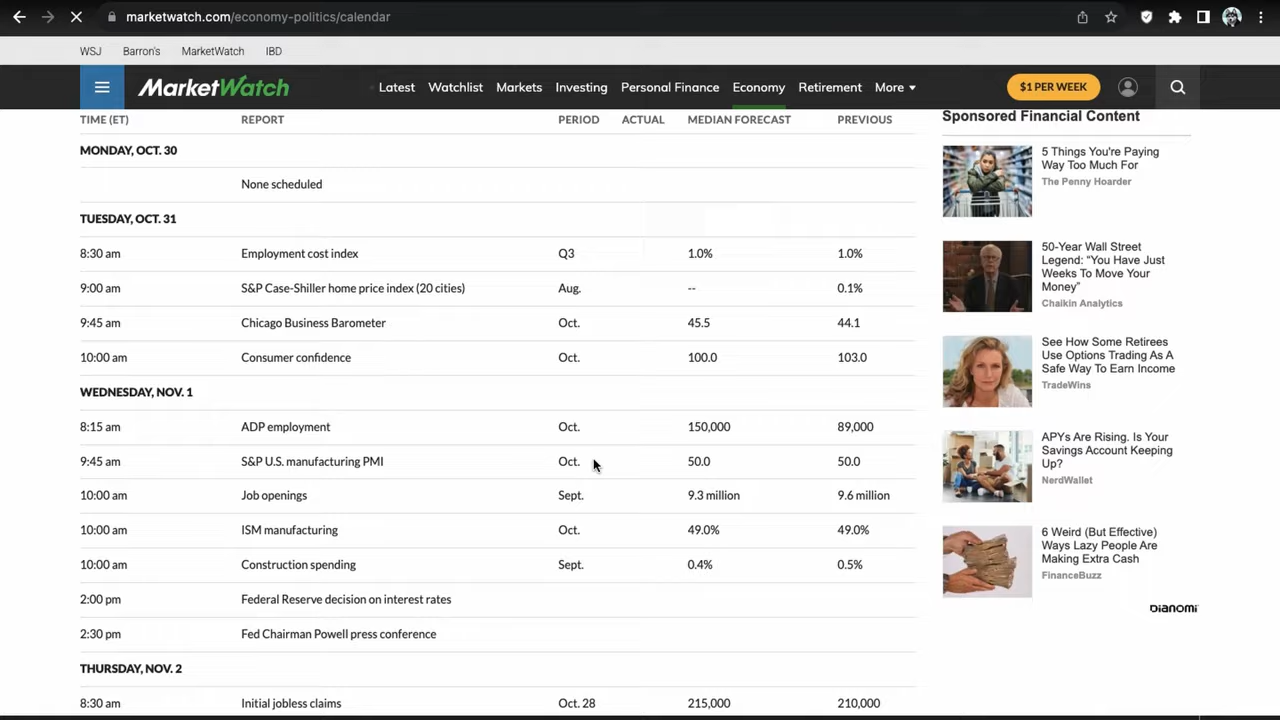 marketwatch.com/economy-politics/calendar
WSJ Barron's MarketWatch IBD
MarketWatch Latest Watchlist Markets Investing Personal Finance Economy Retirement More $1 PER WEEK
TIME (ET) REPORT PERIOD ACTUAL MEDIAN FORECAST PREVIOUS
MONDAY, OCT. 30
None scheduled
TUESDAY, OCT. 31
8:30 am Employment cost index Q3 1.0% 1.0%
9:00 am S&P Case-Shiller home price index (20 cities) Aug. -- 0.1%
9:45 am Chicago Business Barometer Oct. 45.5 44.1
10:00 am Consumer confidence Oct. 100.0 103.0
WEDNESDAY, NOV. 1
8:15 am ADP employment Oct. 150,000 89,000
9:45 am S&P U.S. manufacturing PMI Oct. 50.0 50.0
10:00 am Job openings Sept. 9.3 million 9.6 million
10:00 am ISM manufacturing Oct. 49.0% 49.0%
10:00 am Construction spending Sept. 0.4% 0.5%
2:00 pm Federal Reserve decision on interest rates
2:30 pm Fed Chairman Powell press conference
THURSDAY, NOV. 2
8:30 am Initial jobless claims Oct. 28 215,000 210,000
Sponsored Financial Content
5 Things You're Paying
Way Too Much For
The Penny Hoarder
50-Year Wall Street
Legend: “You Have Just
Weeks To Move Your
Money”
Chaikin Analytics
See How Some Retirees
Use Options Trading As A
Safe Way To Earn Income
TradeWins
APYs Are Rising. Is Your
Savings Account Keeping
Up?
NerdWallet
6 Weird (But Effective)
Ways Lazy People Are
Making Extra Cash
FinanceBuzz
DIANOMI